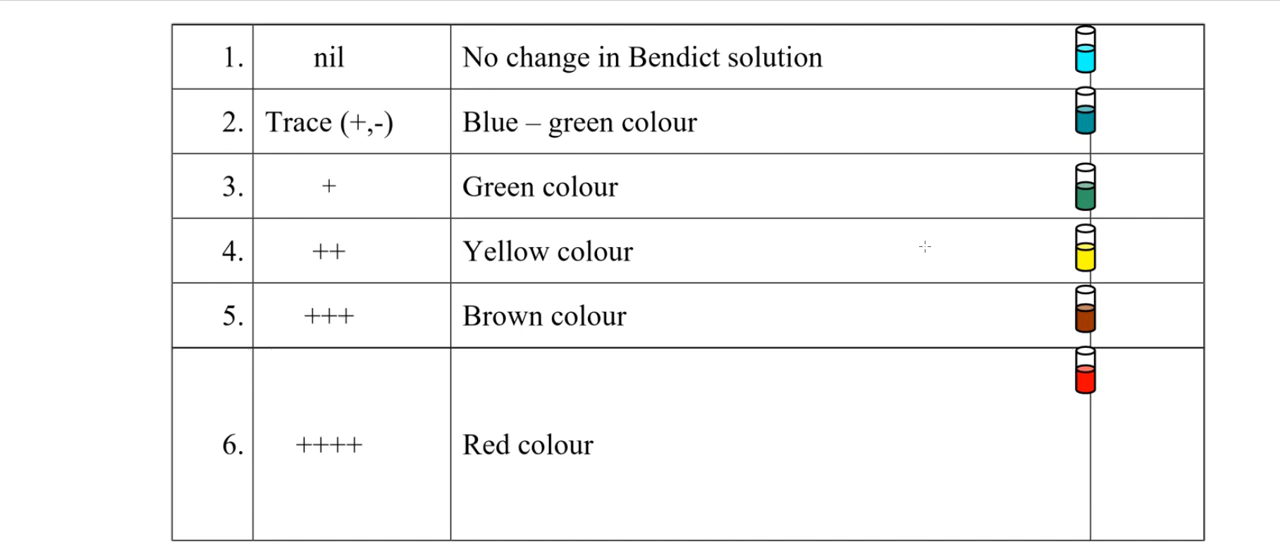 1. nil No change in Bendict solution
2. Trace (+,-) Blue – green colour
3. + Green colour
4. ++ Yellow colour
5. +++ Brown colour
6. ++++ Red colour